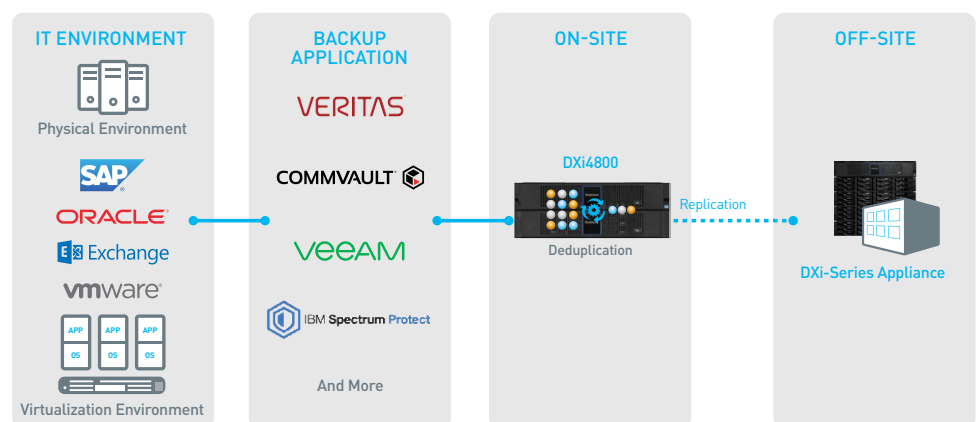 IT ENVIRONMENT
Physical Environment
SAP
ORACLE
Exchange
vmware
APP APP APP
OS OS OS
Virtualization Environment
BACKUP
APPLICATION
VERITAS
COMMVAULT
veeam
IBM Spectrum Protect
And More
ON-SITE
DXi4800
Deduplication
Replication
OFF-SITE
DXi-Series Appliance